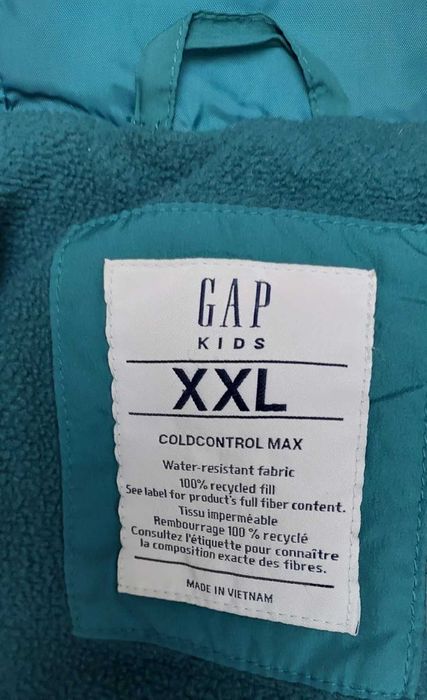 GAP
KIDS
XXL
COLDCONTROL MAX
Water-resistant fabric
100% recycled fill
See label for product's full fiber content.
Tissu imperméable
Rembourrage 100 % recyclé
Consultez l'étiquette pour connaître
la composition exacte des fibres.
MADE IN VIETNAM